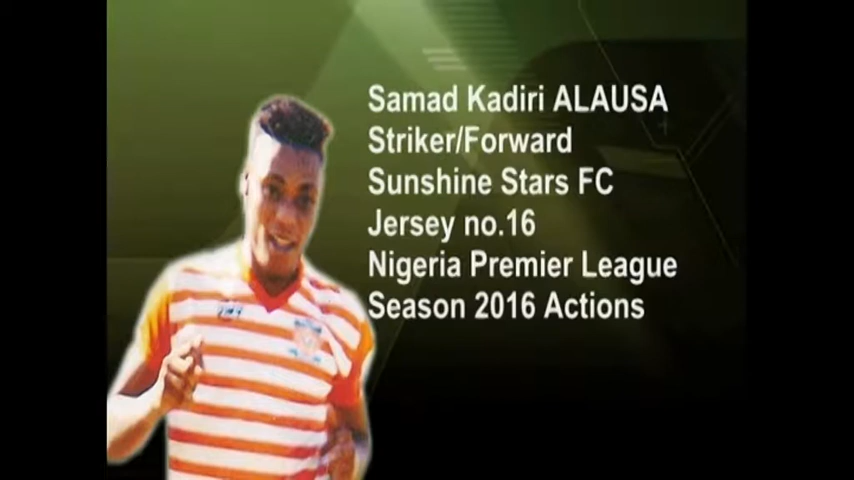 Samad Kadiri ALAUSA
Striker/Forward
Sunshine Stars FC
Jersey no.16
Nigeria Premier League
Season 2016 Actions